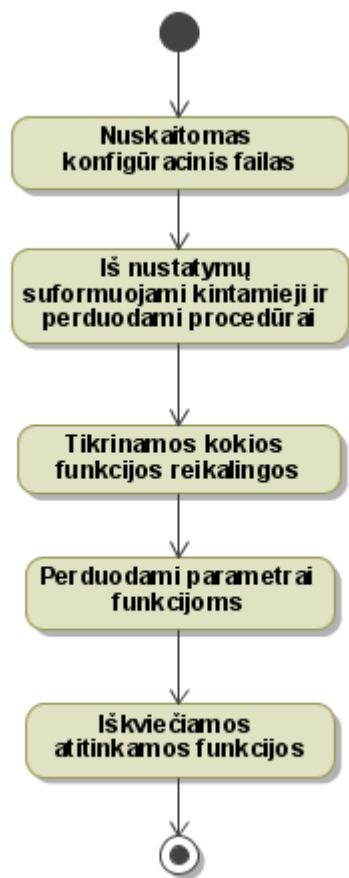 Nuskaitomas
konfigūracinis failas
Iš nustatymų
suformuojami kintamieji ir
perduodami procedūrai
Tikrinamos kokios
funkcijos reikalingos
Perduodami parametrai
funkcijoms
Iškviečiamos
atitinkamos funkcijos